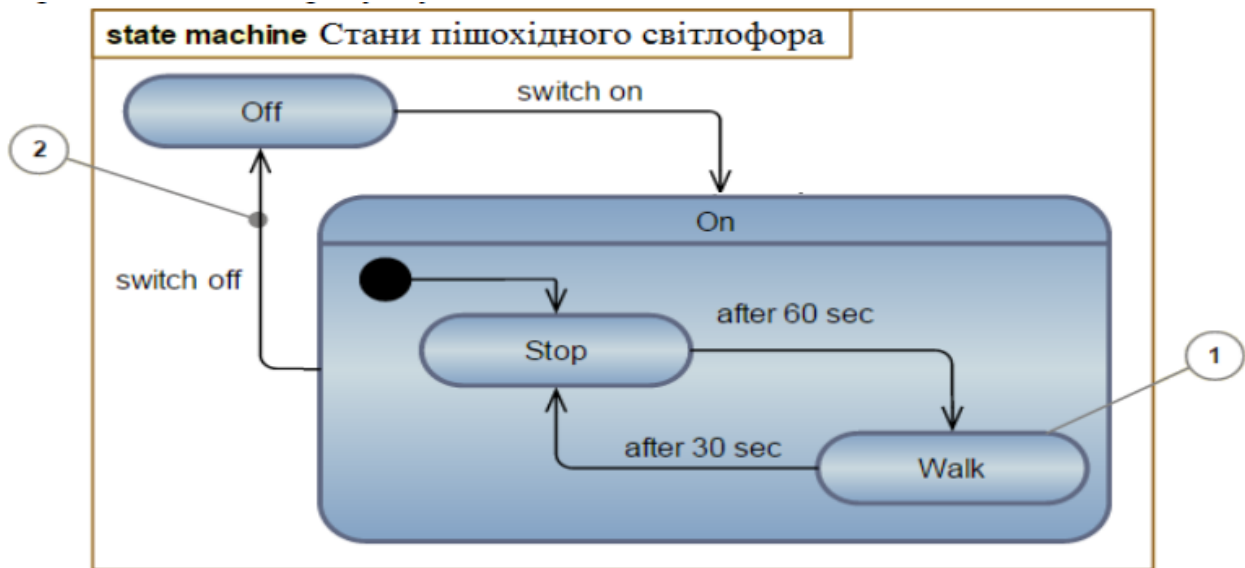 state machine Стани пішохідного світлофора
Off
switch on
2
On
switch off
after 60 sec
Stop
1
after 30 sec
Walk